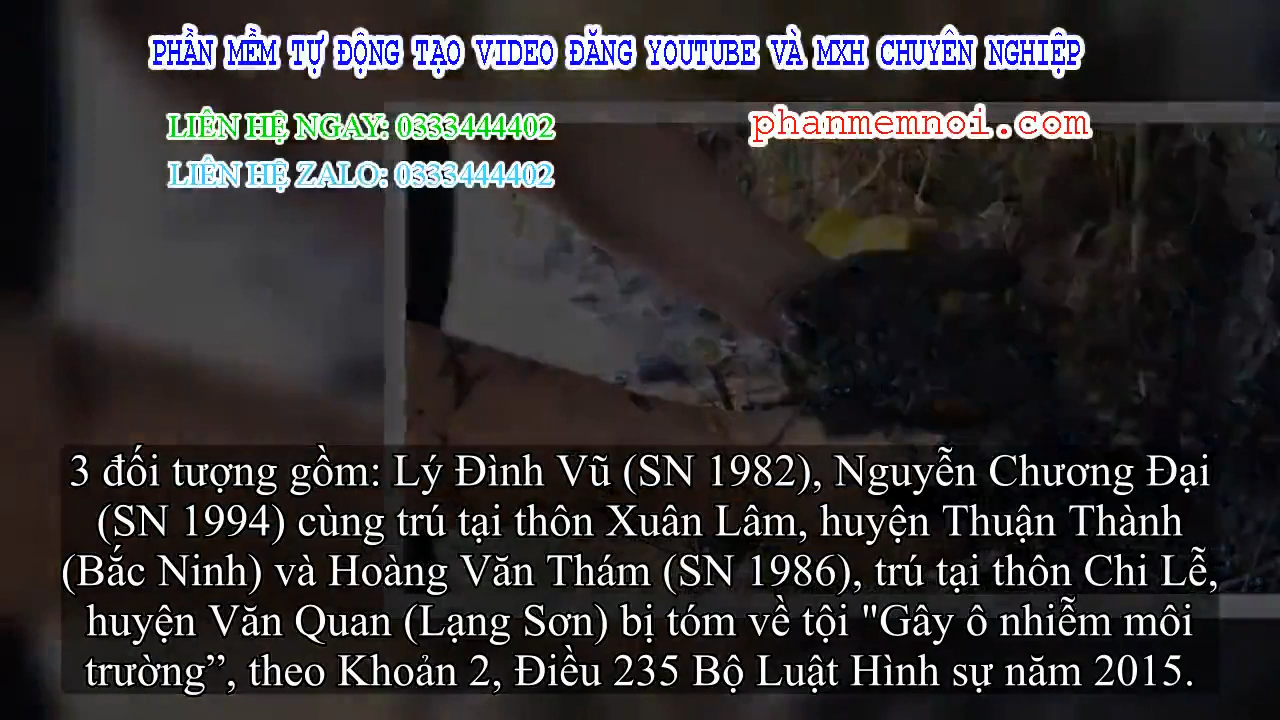 PHẦN MỀM TỰ ĐỘNG TẠO VIDEO ĐĂNG YOUTUBE VÀ MXH CHUYÊN NGHIỆP
LIÊN HỆ NGAY: 0333444402
phanmemnoi.com
LIÊN HỆ ZALO: 0333444402
3 đối tượng gồm: Lý Đình Vũ (SN 1982), Nguyễn Chương Đại
(SN 1994) cùng trú tại thôn Xuân Lâm, huyện Thuận Thành
(Bắc Ninh) và Hoàng Văn Thám (SN 1986), trú tại thôn Chi Lễ,
huyện Văn Quan (Lạng Sơn) bị tóm về tội "Gây ô nhiễm môi
trường”, theo Khoản 2, Điều 235 Bộ Luật Hình sự năm 2015.